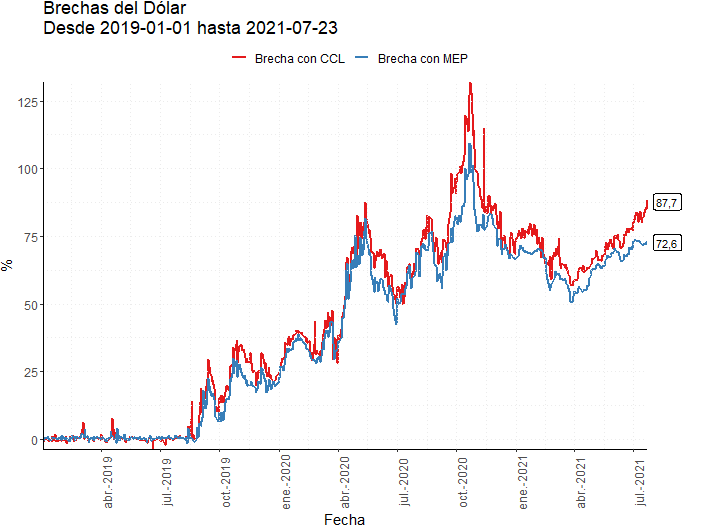 Brechas del Dólar
Desde 2019-01-01 hasta 2021-07-23
Brecha con CCL
Brecha con MEP
%
125
100
75
50
25
0
87,7
72,6
abr.-2019
jul.-2019
oct.-2019
ene.-2020
abr.-2020
jul.-2020
oct.-2020
ene.-2021
abr.-2021
jul.-2021
Fecha